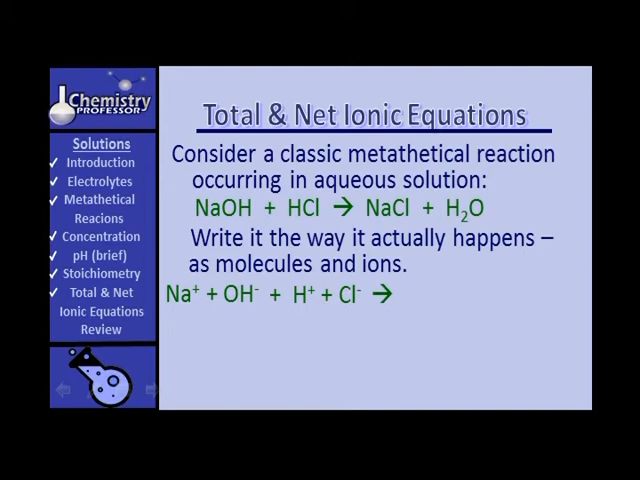 Chemistry
PROFESSOR
Solutions
Introduction
Electrolytes
Metathetical
Reacions
Concentration
pH (brief)
Stoichiometry
Total & Net
Ionic Equations
Review
Total & Net Ionic Equations
Consider a classic metathetical reaction
occurring in aqueous solution:
NaOH + HCl → NaCl + H₂O
Write it the way it actually happens –
as molecules and ions.
Na⁺ + OH⁻ + H⁺ + Cl⁻ →